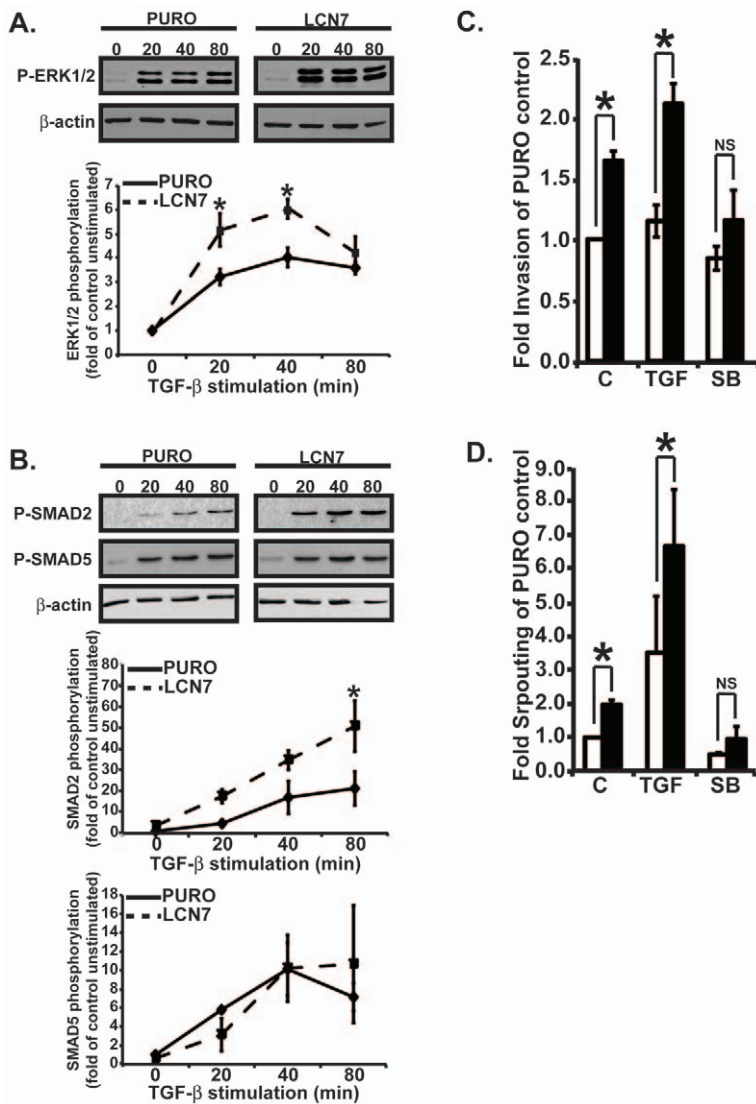 A.
PURO LCN7
0 20 40 80 0 20 40 80
P-ERK1/2
β-actin
PURO
LCN7
* *
7
6
5
4
3
2
1
0
ERK1/2 phosphorylation
(fold of control unstimulated)
0 20 40 80
TGF-β stimulation (min)
B.
PURO LCN7
0 20 40 80 0 20 40 80
P-SMAD2
P-SMAD5
β-actin
PURO
LCN7
*
70
60
50
40
30
20
10
0
SMAD2 phosphorylation
(fold of control unstimulated)
0 20 40 80
TGF-β stimulation (min)
PURO
LCN7
18
16
14
12
10
8
6
4
2
0
SMAD5 phosphorylation
(fold of control unstimulated)
0 20 40 80
TGF-β stimulation (min)
C.
2.5
2.0
1.5
1.0
0.5
0.0
Fold Invasion of PURO control
* * NS
C TGF SB
D.
9.0
8.0
7.0
6.0
5.0
4.0
3.0
2.0
1.0
0.0
Fold Srpouting of PURO control
* * NS
C TGF SB